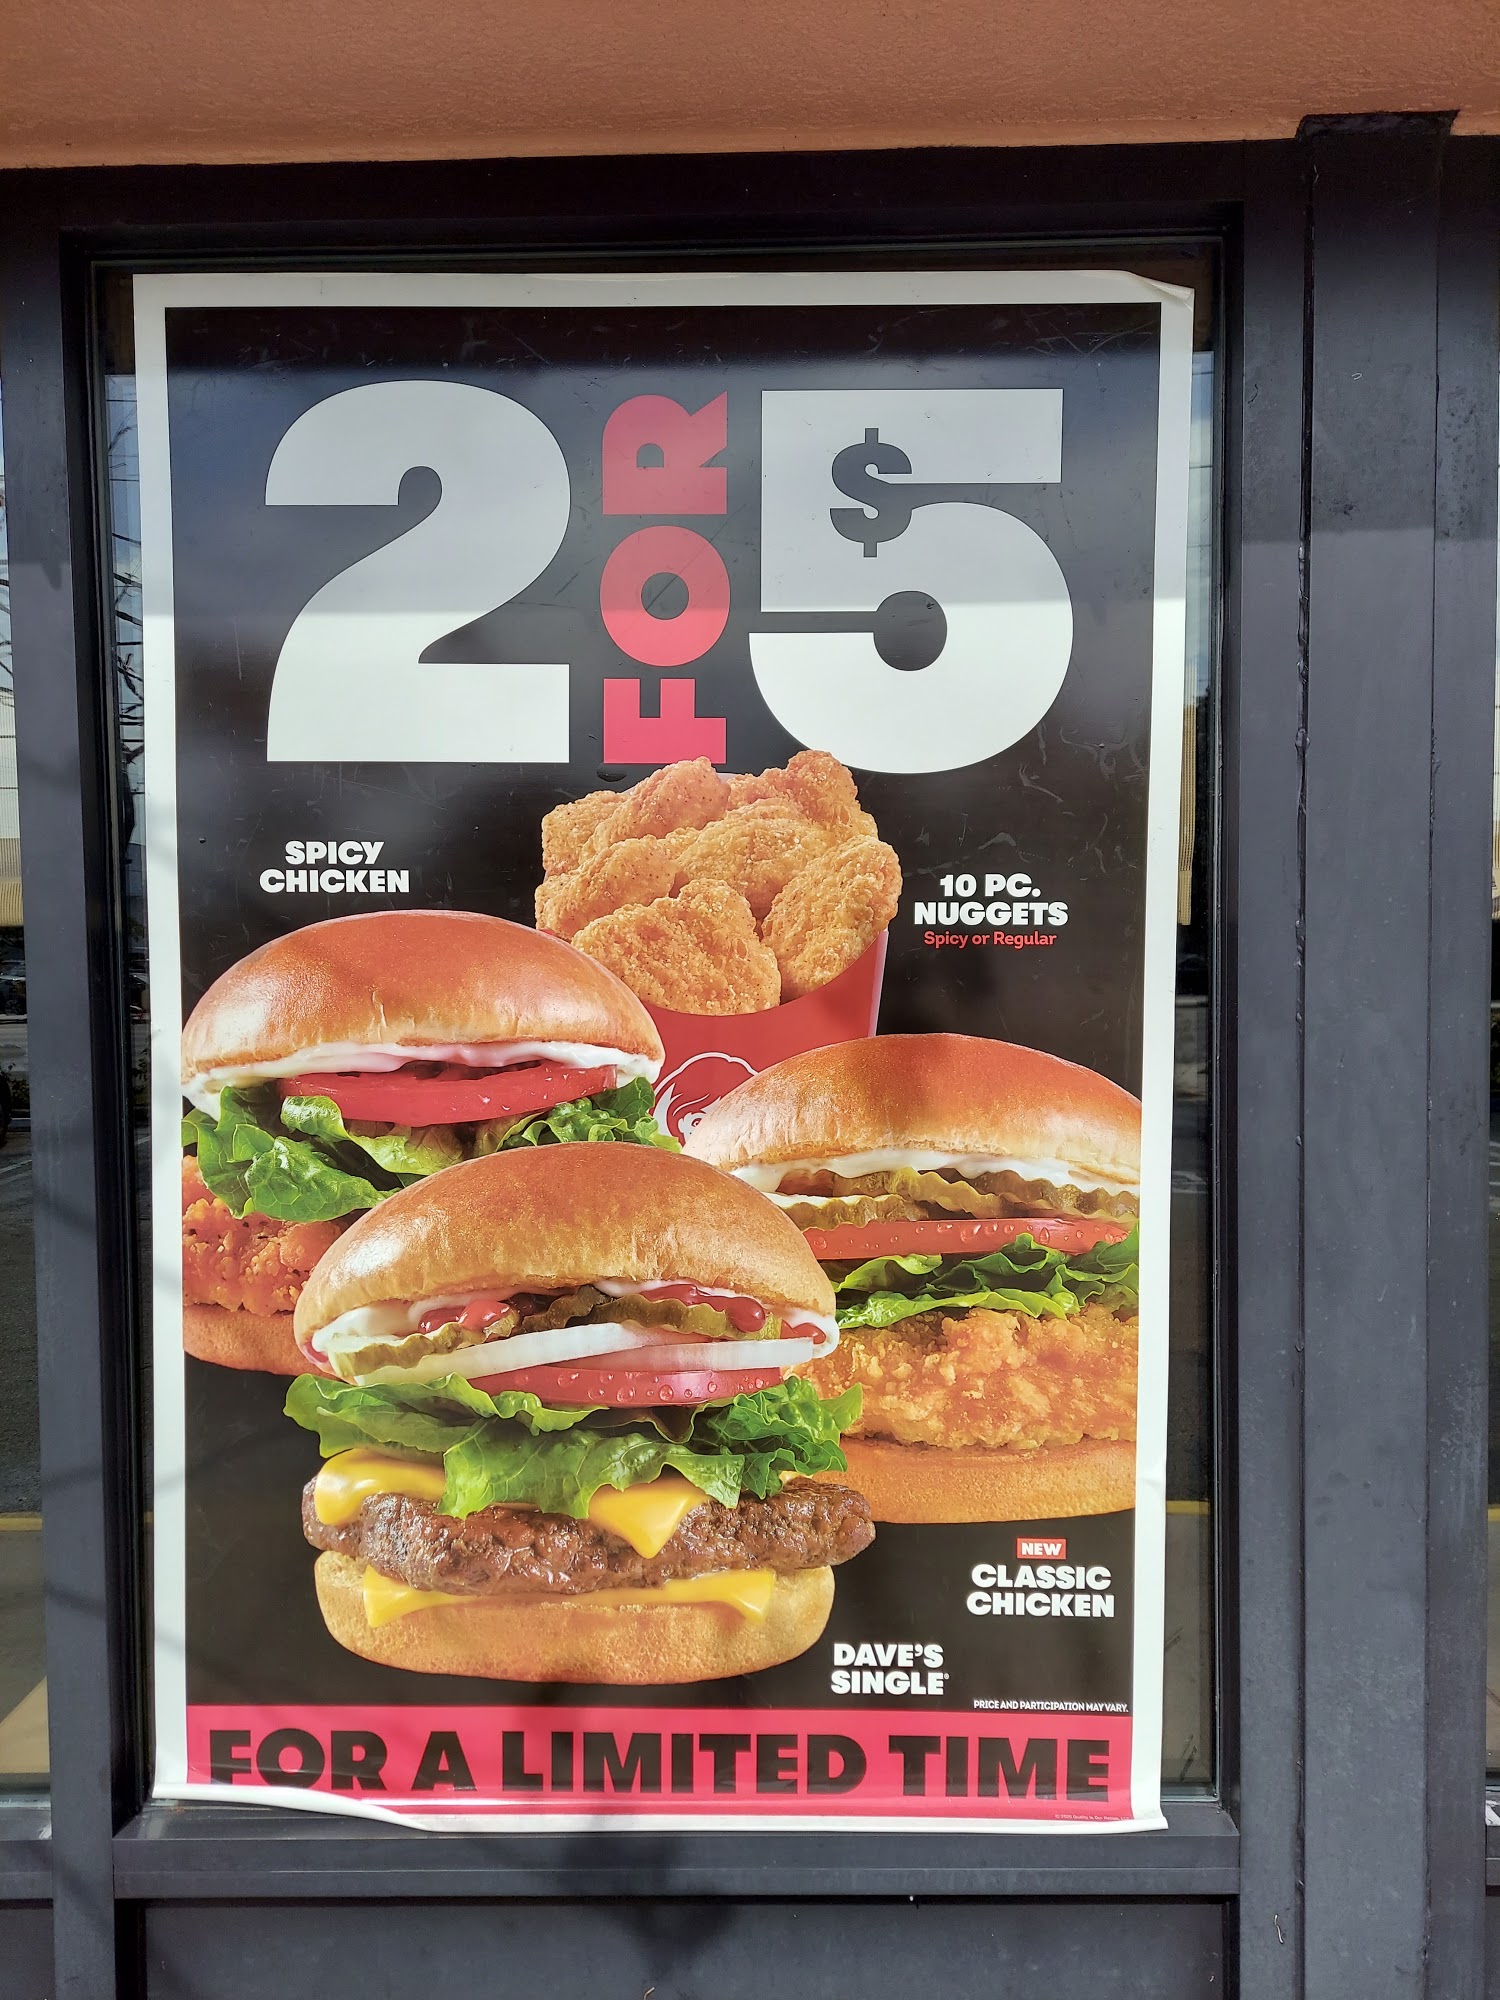 2 FOR $5
SPICY
CHICKEN
10 PC.
NUGGETS
Spicy or Regular
NEW
CLASSIC
CHICKEN
DAVE'S
SINGLE®
PRICE AND PARTICIPATION MAY VARY.
FOR A LIMITED TIME